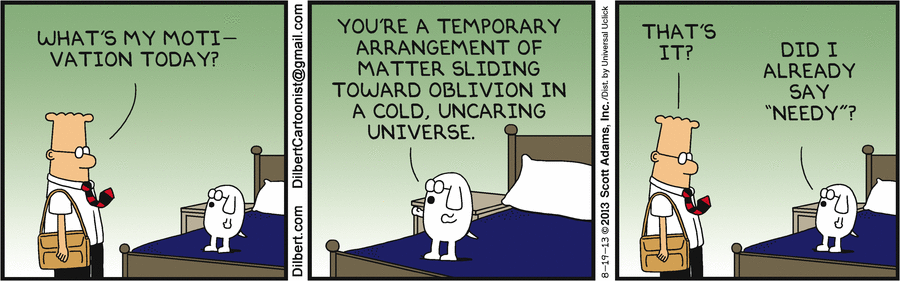 WHAT'S MY MOTI-
VATION TODAY?
Dilbert.com DilbertCartoonist@gmail.com
YOU'RE A TEMPORARY
ARRANGEMENT OF
MATTER SLIDING
TOWARD OBLIVION IN
A COLD, UNCARING
UNIVERSE.
8-19-13 © 2013 Scott Adams, Inc. /Dist. by Universal Uclick
THAT'S
IT?
DID I
ALREADY
SAY
"NEEDY"?